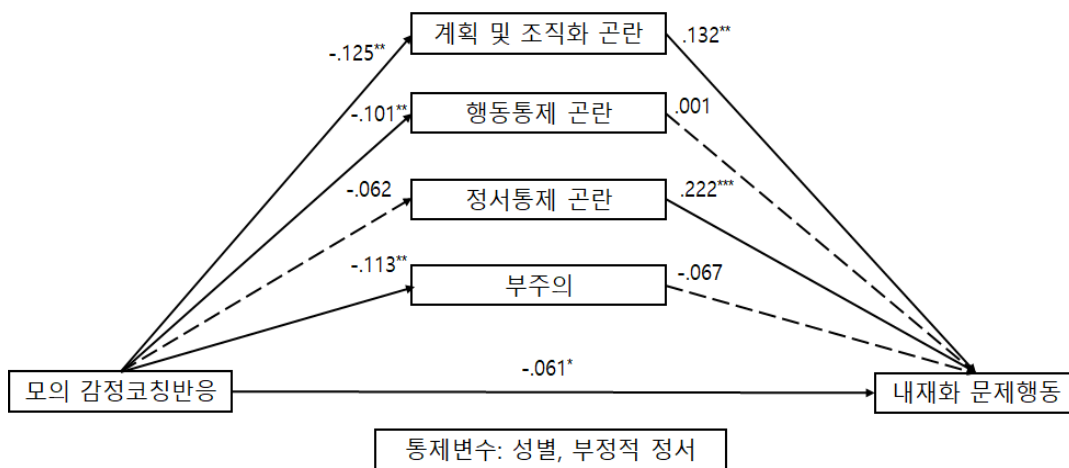 계획 및 조직화 곤란
-.125**
.132**
행동통제 곤란
-.101**
.001
정서통제 곤란
-.062
.222***
부주의
-.113**
-.067
-.061*
모의 감정코칭반응
내재화 문제행동
통제변수: 성별, 부정적 정서